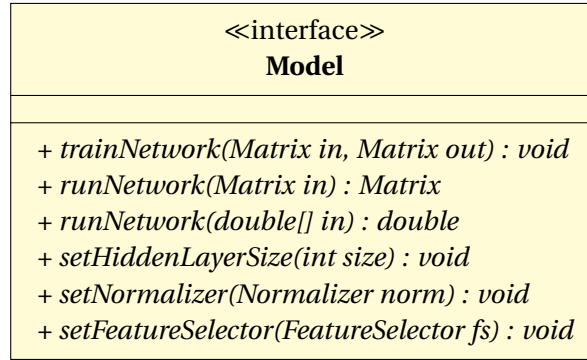 ≪interface≫
Model
+ trainNetwork(Matrix in, Matrix out) : void
+ runNetwork(Matrix in) : Matrix
+ runNetwork(double[] in) : double
+ setHiddenLayerSize(int size) : void
+ setNormalizer(Normalizer norm) : void
+ setFeatureSelector(FeatureSelector fs) : void